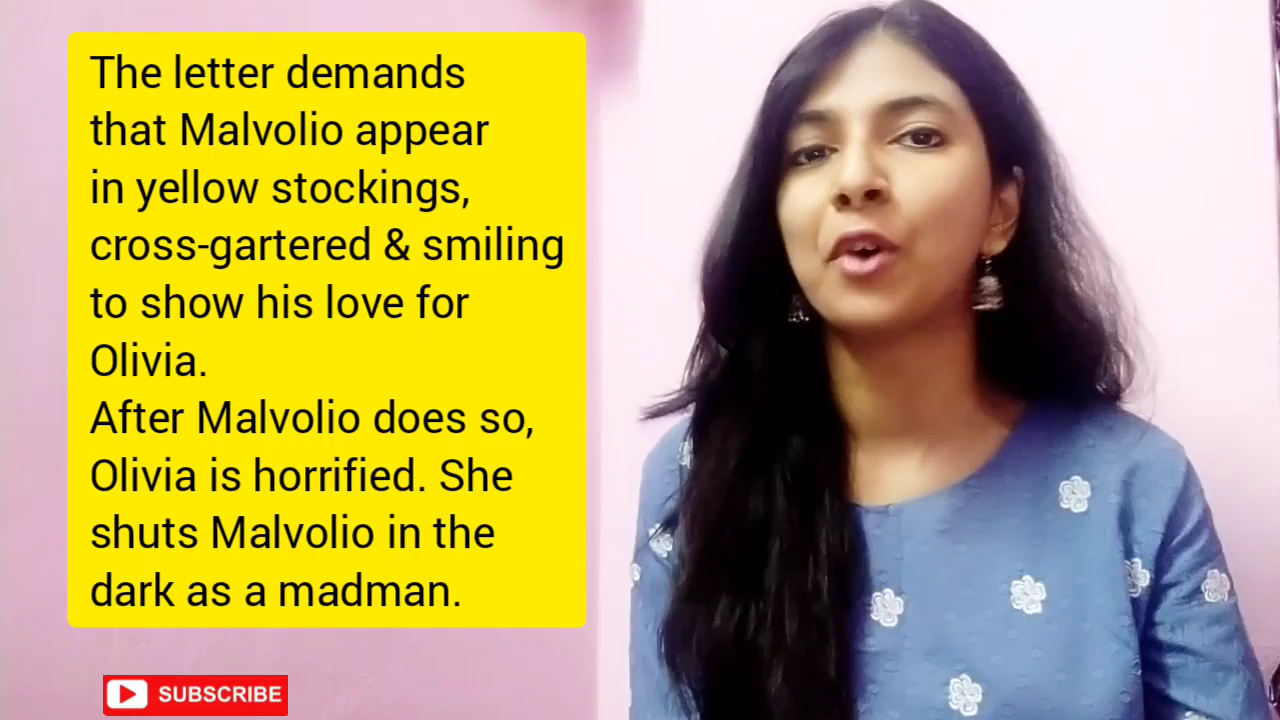 The letter demands
that Malvolio appear
in yellow stockings,
cross-gartered & smiling
to show his love for
Olivia.
After Malvolio does so,
Olivia is horrified. She
shuts Malvolio in the
dark as a madman.
SUBSCRIBE